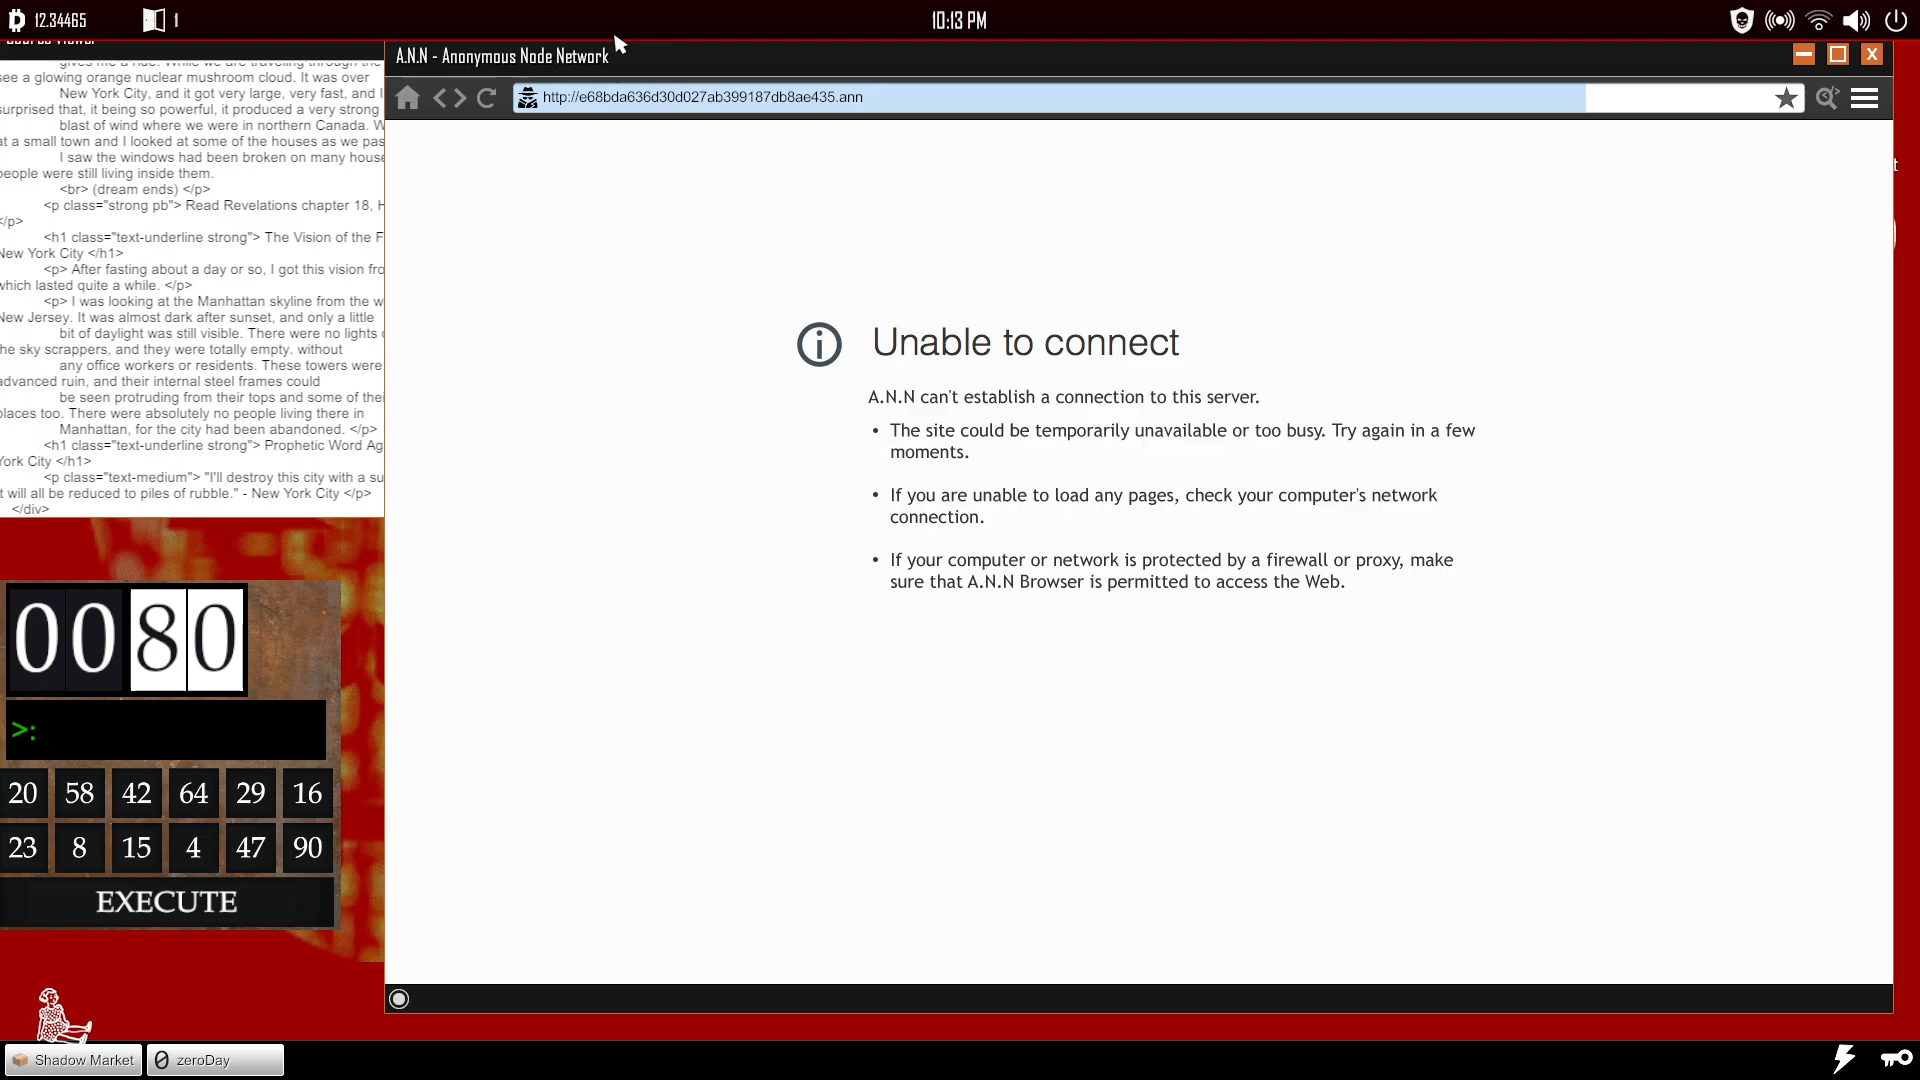 12.34465
1
10:13 PM
A.N.N - Anonymous Node Network
http://e68bda636d30d027ab399187db8ae435.ann
see a glowing orange nuclear mushroom cloud. It was over
New York City, and it got very large, very fast, and I
surprised that, it being so powerful, it produced a very strong
blast of wind where we were in northern Canada. W
at a small town and I looked at some of the houses as we pas
I saw the windows had been broken on many house
people were still living inside them.
<br> (dream ends) </p>
<p class="strong pb"> Read Revelations chapter 18, H
</p>
<h1 class="text-underline strong"> The Vision of the F
New York City </h1>
<p> After fasting about a day or so, I got this vision fro
which lasted quite a while. </p>
<p> I was looking at the Manhattan skyline from the w
New Jersey. It was almost dark after sunset, and only a little
bit of daylight was still visible. There were no lights o
the sky scrappers, and they were totally empty. without
any office workers or residents. These towers were
advanced ruin, and their internal steel frames could
be seen protruding from their tops and some of thei
places too. There were absolutely no people living there in
Manhattan, for the city had been abandoned. </p>
<h1 class="text-underline strong"> Prophetic Word Ag
York City </h1>
<p class="text-medium"> "I'll destroy this city with a su
it will all be reduced to piles of rubble." - New York City </p>
</div>
Unable to connect
A.N.N can't establish a connection to this server.
• The site could be temporarily unavailable or too busy. Try again in a few
moments.
• If you are unable to load any pages, check your computer's network
connection.
• If your computer or network is protected by a firewall or proxy, make
sure that A.N.N Browser is permitted to access the Web.
0080
>:
20 58 42 64 29 16
23 8 15 4 47 90
EXECUTE
Shadow Market
zeroDay